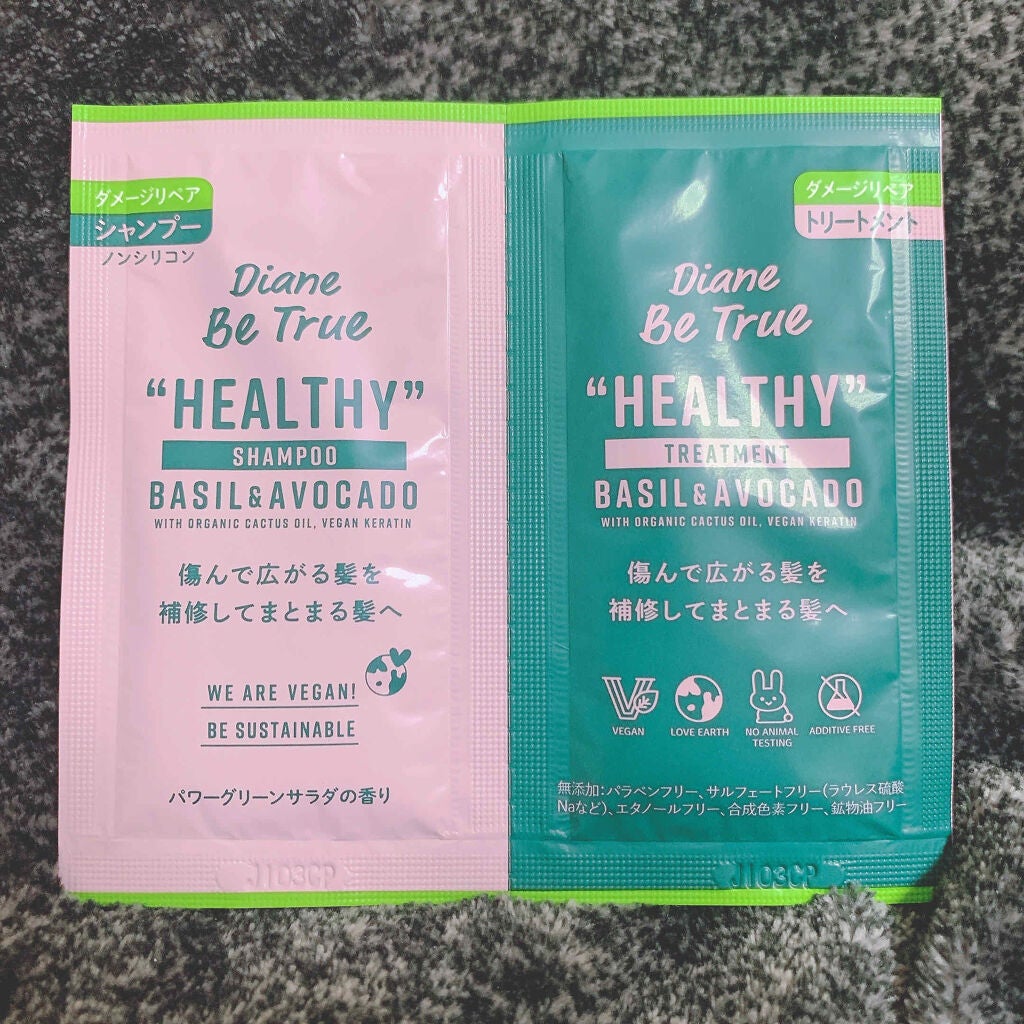 ダメージリペア
シャンプー
ノンシリコン
Diane
Be True
“HEALTHY”
SHAMPOO
BASIL&AVOCADO
WITH ORGANIC CACTUS OIL, VEGAN KERATIN
傷んで広がる髪を
補修してまとまる髪へ
WE ARE VEGAN!
BE SUSTAINABLE
パワーグリーンサラダの香り
J103CP
ダメージリペア
トリートメント
Diane
Be True
“HEALTHY”
TREATMENT
BASIL&AVOCADO
WITH ORGANIC CACTUS OIL, VEGAN KERATIN
傷んで広がる髪を
補修してまとまる髪へ
VEGAN
LOVE EARTH
NO ANIMAL
TESTING
ADDITIVE FREE
無添加:パラベンフリー、サルフェートフリー(ラウレス硫酸
Naなど)、エタノールフリー、合成色素フリー、鉱物油フリー
J103CP